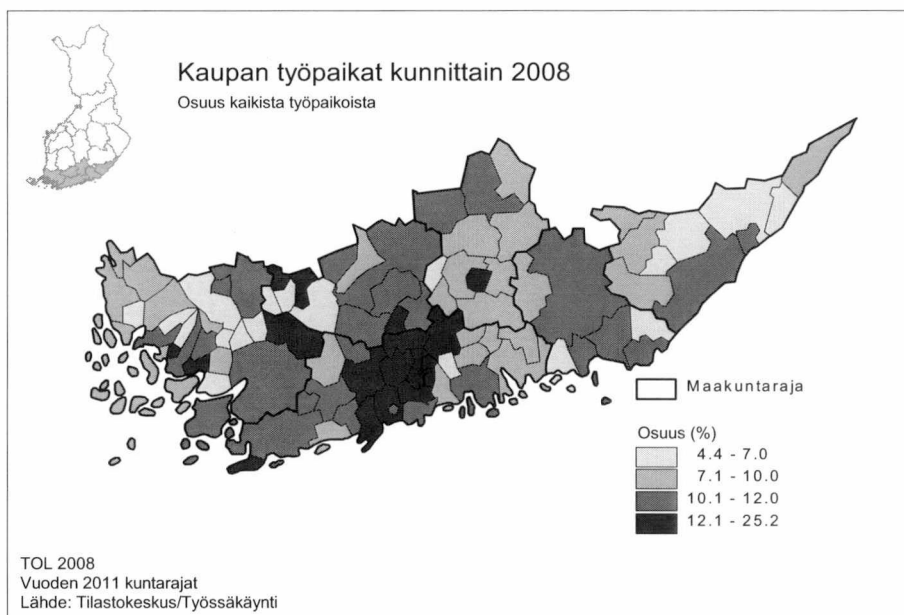 Kaupan työpaikat kunnittain 2008
Osuus kaikista työpaikoista
Maakuntaraja
Osuus (%)
4.4 - 7.0
7.1 - 10.0
10.1 - 12.0
12.1 - 25.2
TOL 2008
Vuoden 2011 kuntarajat
Lähde: Tilastokeskus/Työssäkäynti